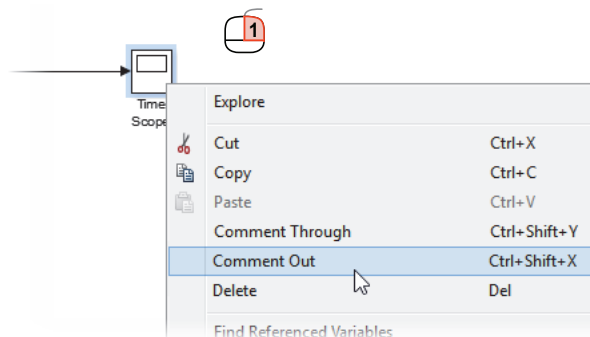 1
Time
Scope
Explore
Cut Ctrl+X
Copy Ctrl+C
Paste Ctrl+V
Comment Through Ctrl+Shift+Y
Comment Out Ctrl+Shift+X
Delete Del
Find Referenced Variables